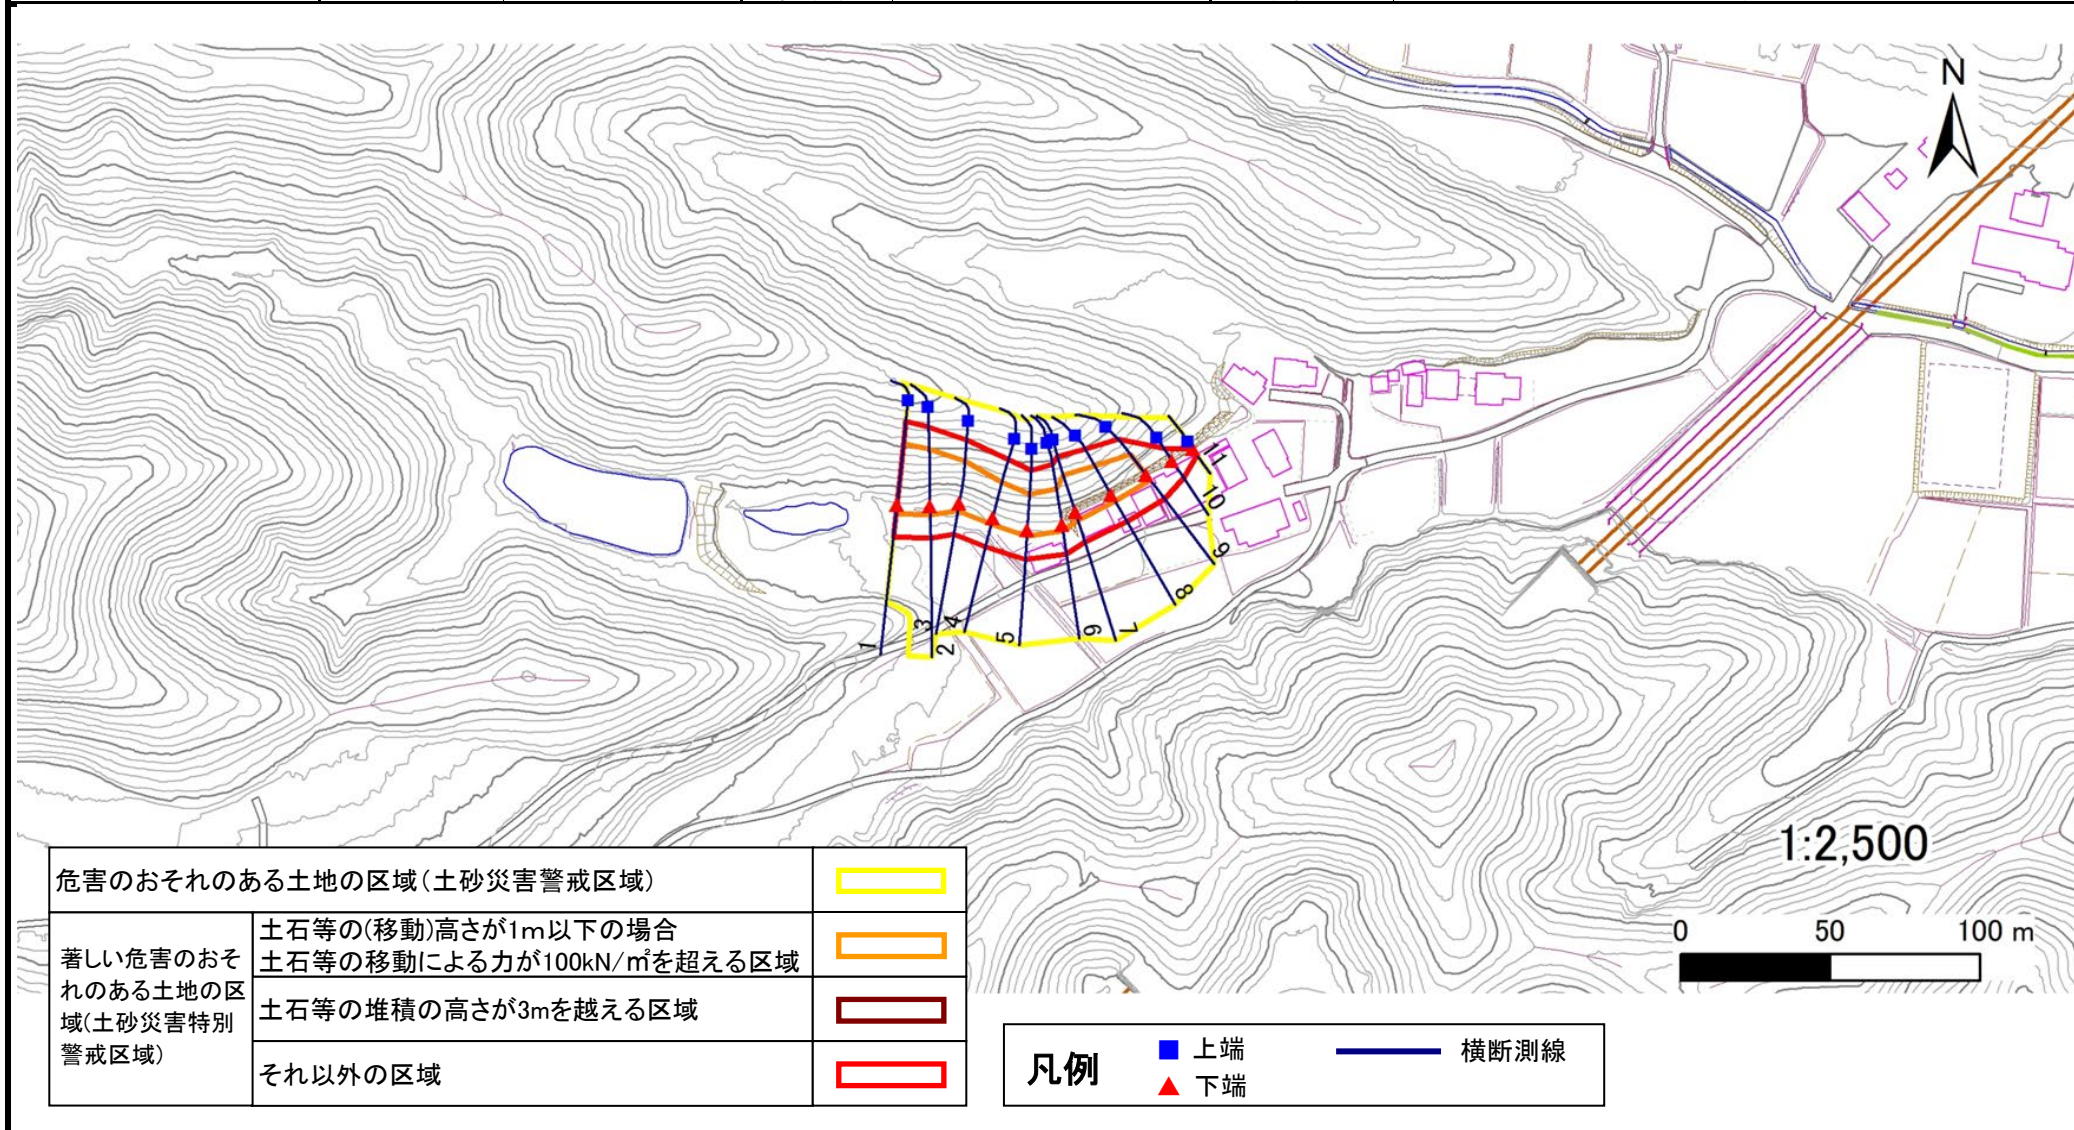 N
11
10
9
8
7
6
5
4
3
2
1
1:2,500
0 50 100 m
危害のおそれのある土地の区域(土砂災害警戒区域)
著しい危害のおそ
れのある土地の区
域(土砂災害特別
警戒区域)
土石等の(移動)高さが1m以下の場合
土石等の移動による力が100kN/㎡を超える区域
土石等の堆積の高さが3mを越える区域
それ以外の区域
凡例
上端
下端
横断測線